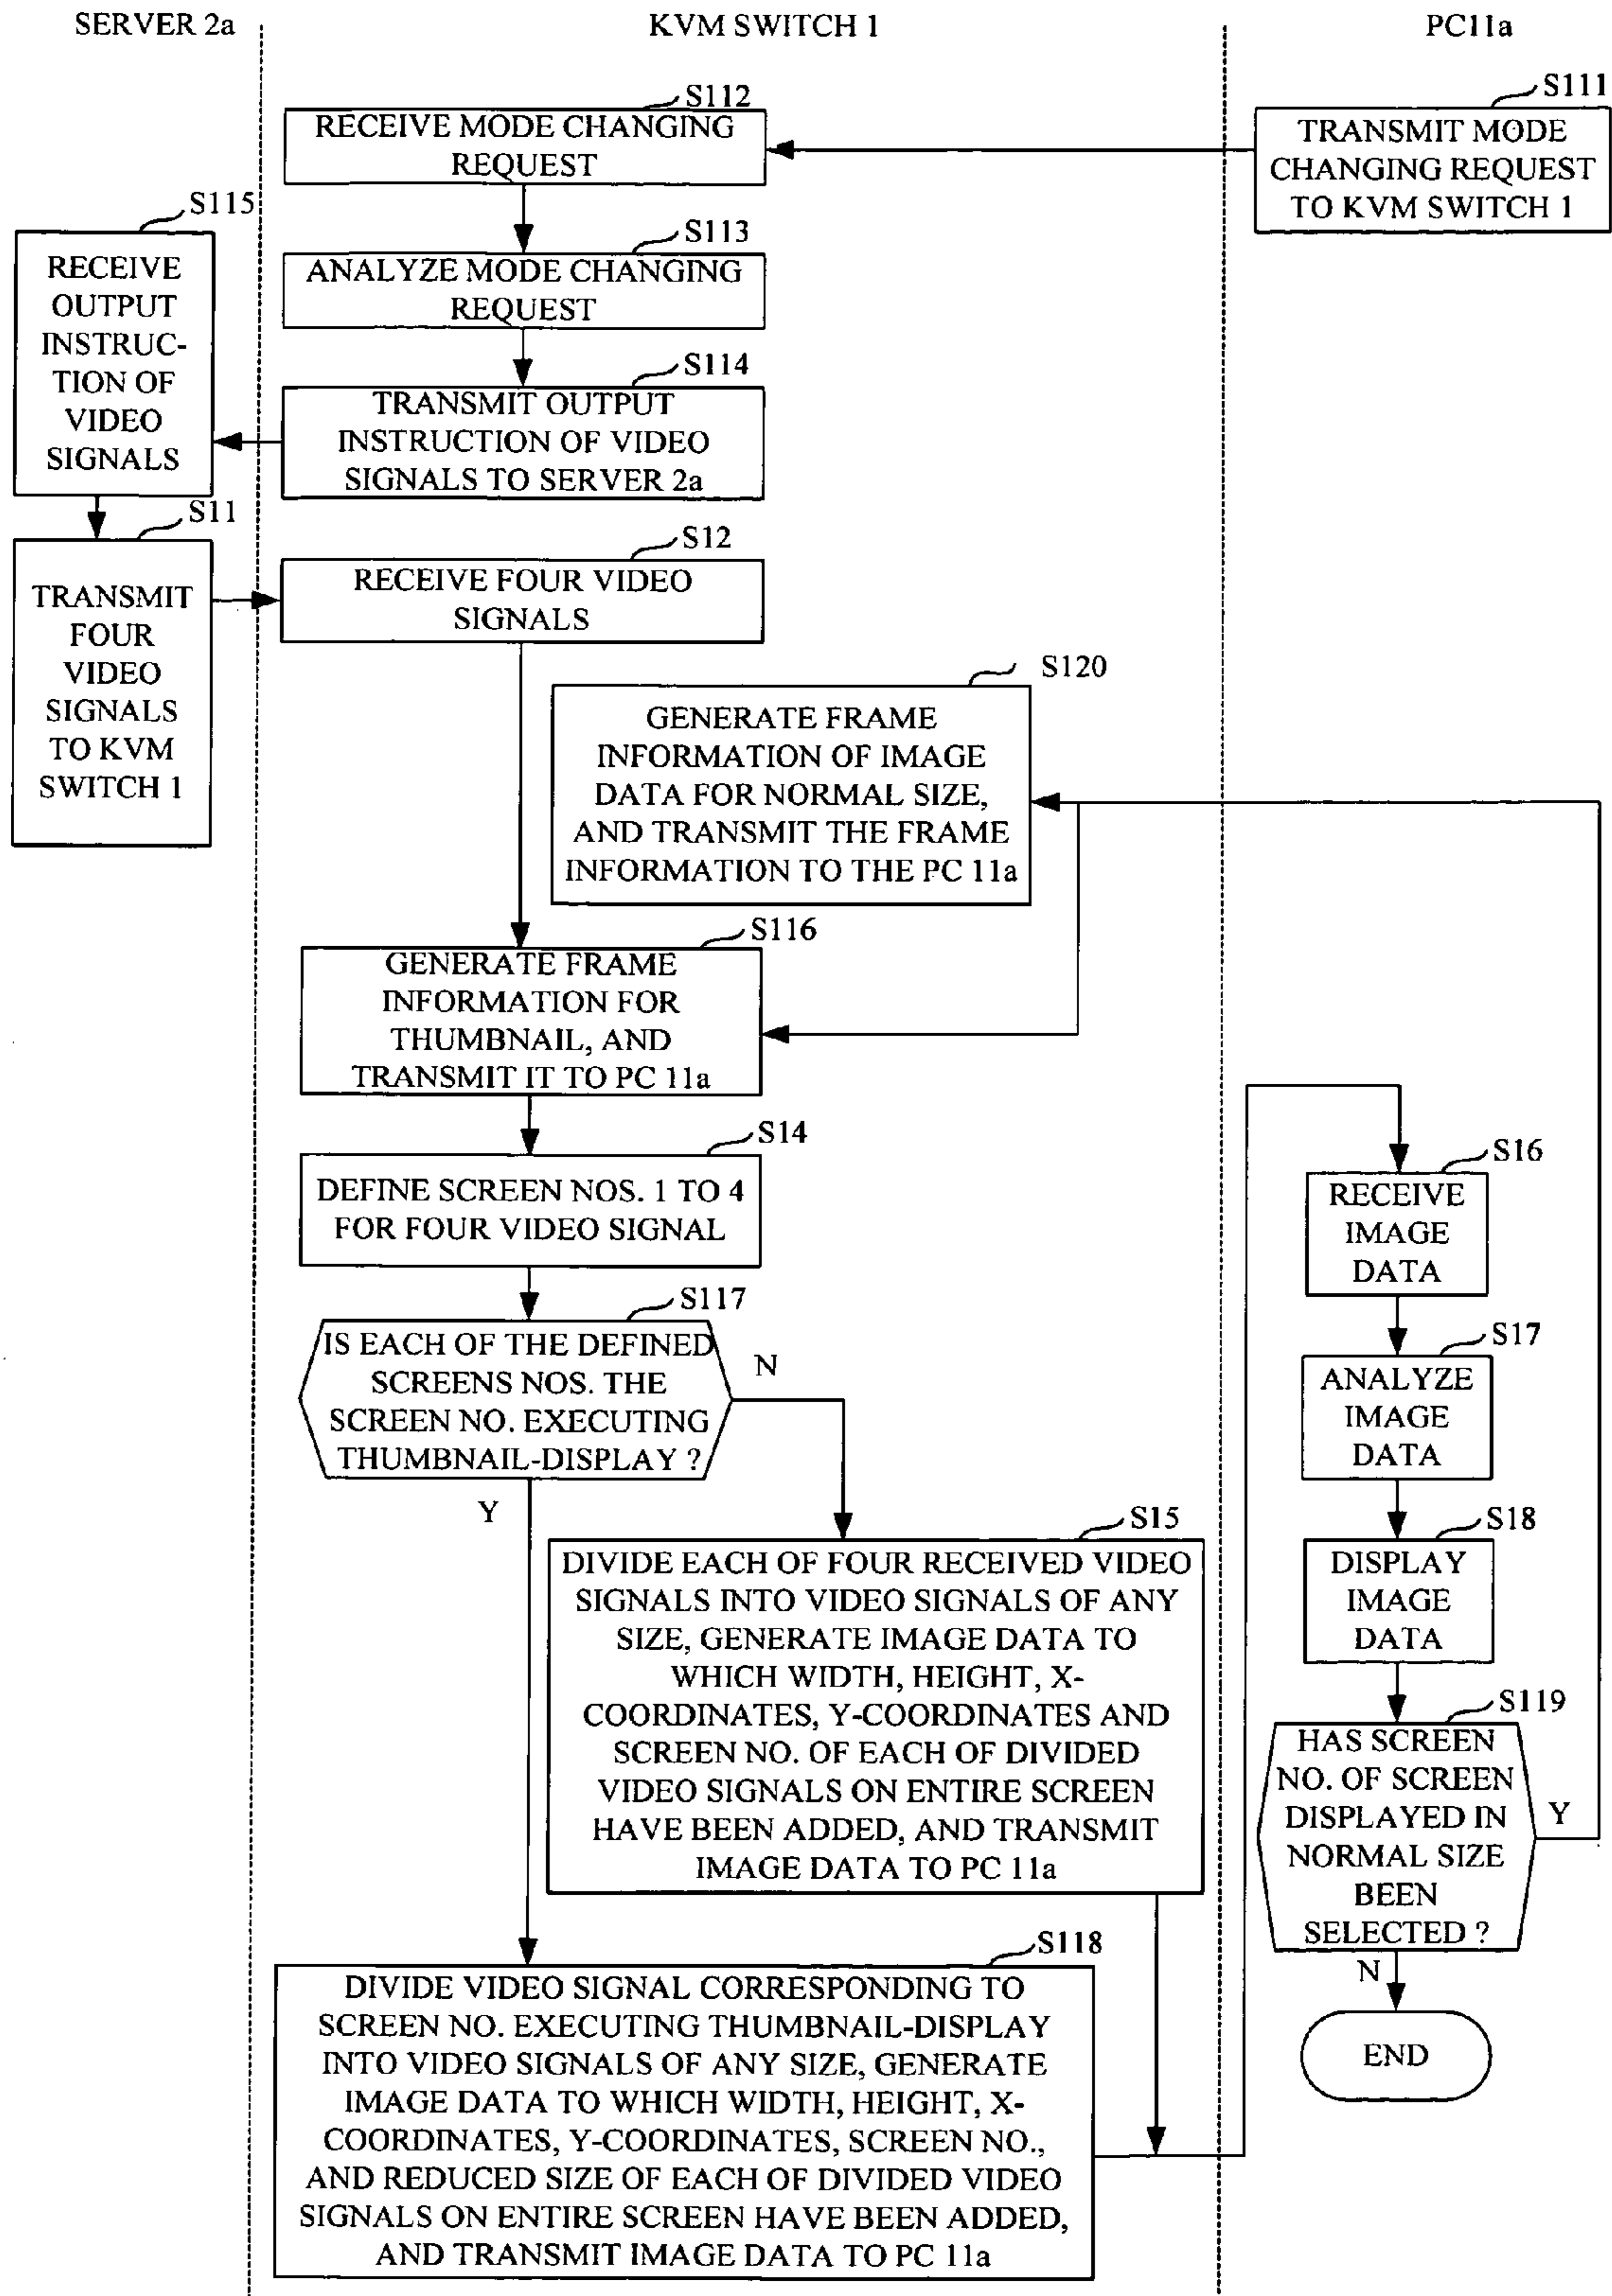 SERVER 2a
KVM SWITCH 1
PC11a
S111
TRANSMIT MODE
CHANGING REQUEST
TO KVM SWITCH 1
S112
RECEIVE MODE CHANGING
REQUEST
S113
ANALYZE MODE CHANGING
REQUEST
S114
TRANSMIT OUTPUT
INSTRUCTION OF VIDEO
SIGNALS TO SERVER 2a
S115
RECEIVE
OUTPUT
INSTRUC-
TION OF
VIDEO
SIGNALS
S11
TRANSMIT
FOUR
VIDEO
SIGNALS
TO KVM
SWITCH 1
S12
RECEIVE FOUR VIDEO
SIGNALS
S120
GENERATE FRAME
INFORMATION OF IMAGE
DATA FOR NORMAL SIZE,
AND TRANSMIT THE FRAME
INFORMATION TO THE PC 11a
S116
GENERATE FRAME
INFORMATION FOR
THUMBNAIL, AND
TRANSMIT IT TO PC 11a
S14
DEFINE SCREEN NOS. 1 TO 4
FOR FOUR VIDEO SIGNAL
S117
IS EACH OF THE DEFINED
SCREENS NOS. THE
SCREEN NO. EXECUTING
THUMBNAIL-DISPLAY ?
N
Y
S15
DIVIDE EACH OF FOUR RECEIVED VIDEO
SIGNALS INTO VIDEO SIGNALS OF ANY
SIZE, GENERATE IMAGE DATA TO
WHICH WIDTH, HEIGHT, X-
COORDINATES, Y-COORDINATES AND
SCREEN NO. OF EACH OF DIVIDED
VIDEO SIGNALS ON ENTIRE SCREEN
HAVE BEEN ADDED, AND TRANSMIT
IMAGE DATA TO PC 11a
S118
DIVIDE VIDEO SIGNAL CORRESPONDING TO
SCREEN NO. EXECUTING THUMBNAIL-DISPLAY
INTO VIDEO SIGNALS OF ANY SIZE, GENERATE
IMAGE DATA TO WHICH WIDTH, HEIGHT, X-
COORDINATES, Y-COORDINATES, SCREEN NO.,
AND REDUCED SIZE OF EACH OF DIVIDED VIDEO
SIGNALS ON ENTIRE SCREEN HAVE BEEN ADDED,
AND TRANSMIT IMAGE DATA TO PC 11a
S16
RECEIVE
IMAGE
DATA
S17
ANALYZE
IMAGE
DATA
S18
DISPLAY
IMAGE
DATA
S119
HAS SCREEN
NO. OF SCREEN
DISPLAYED IN
NORMAL SIZE
BEEN
SELECTED ?
Y
N
END